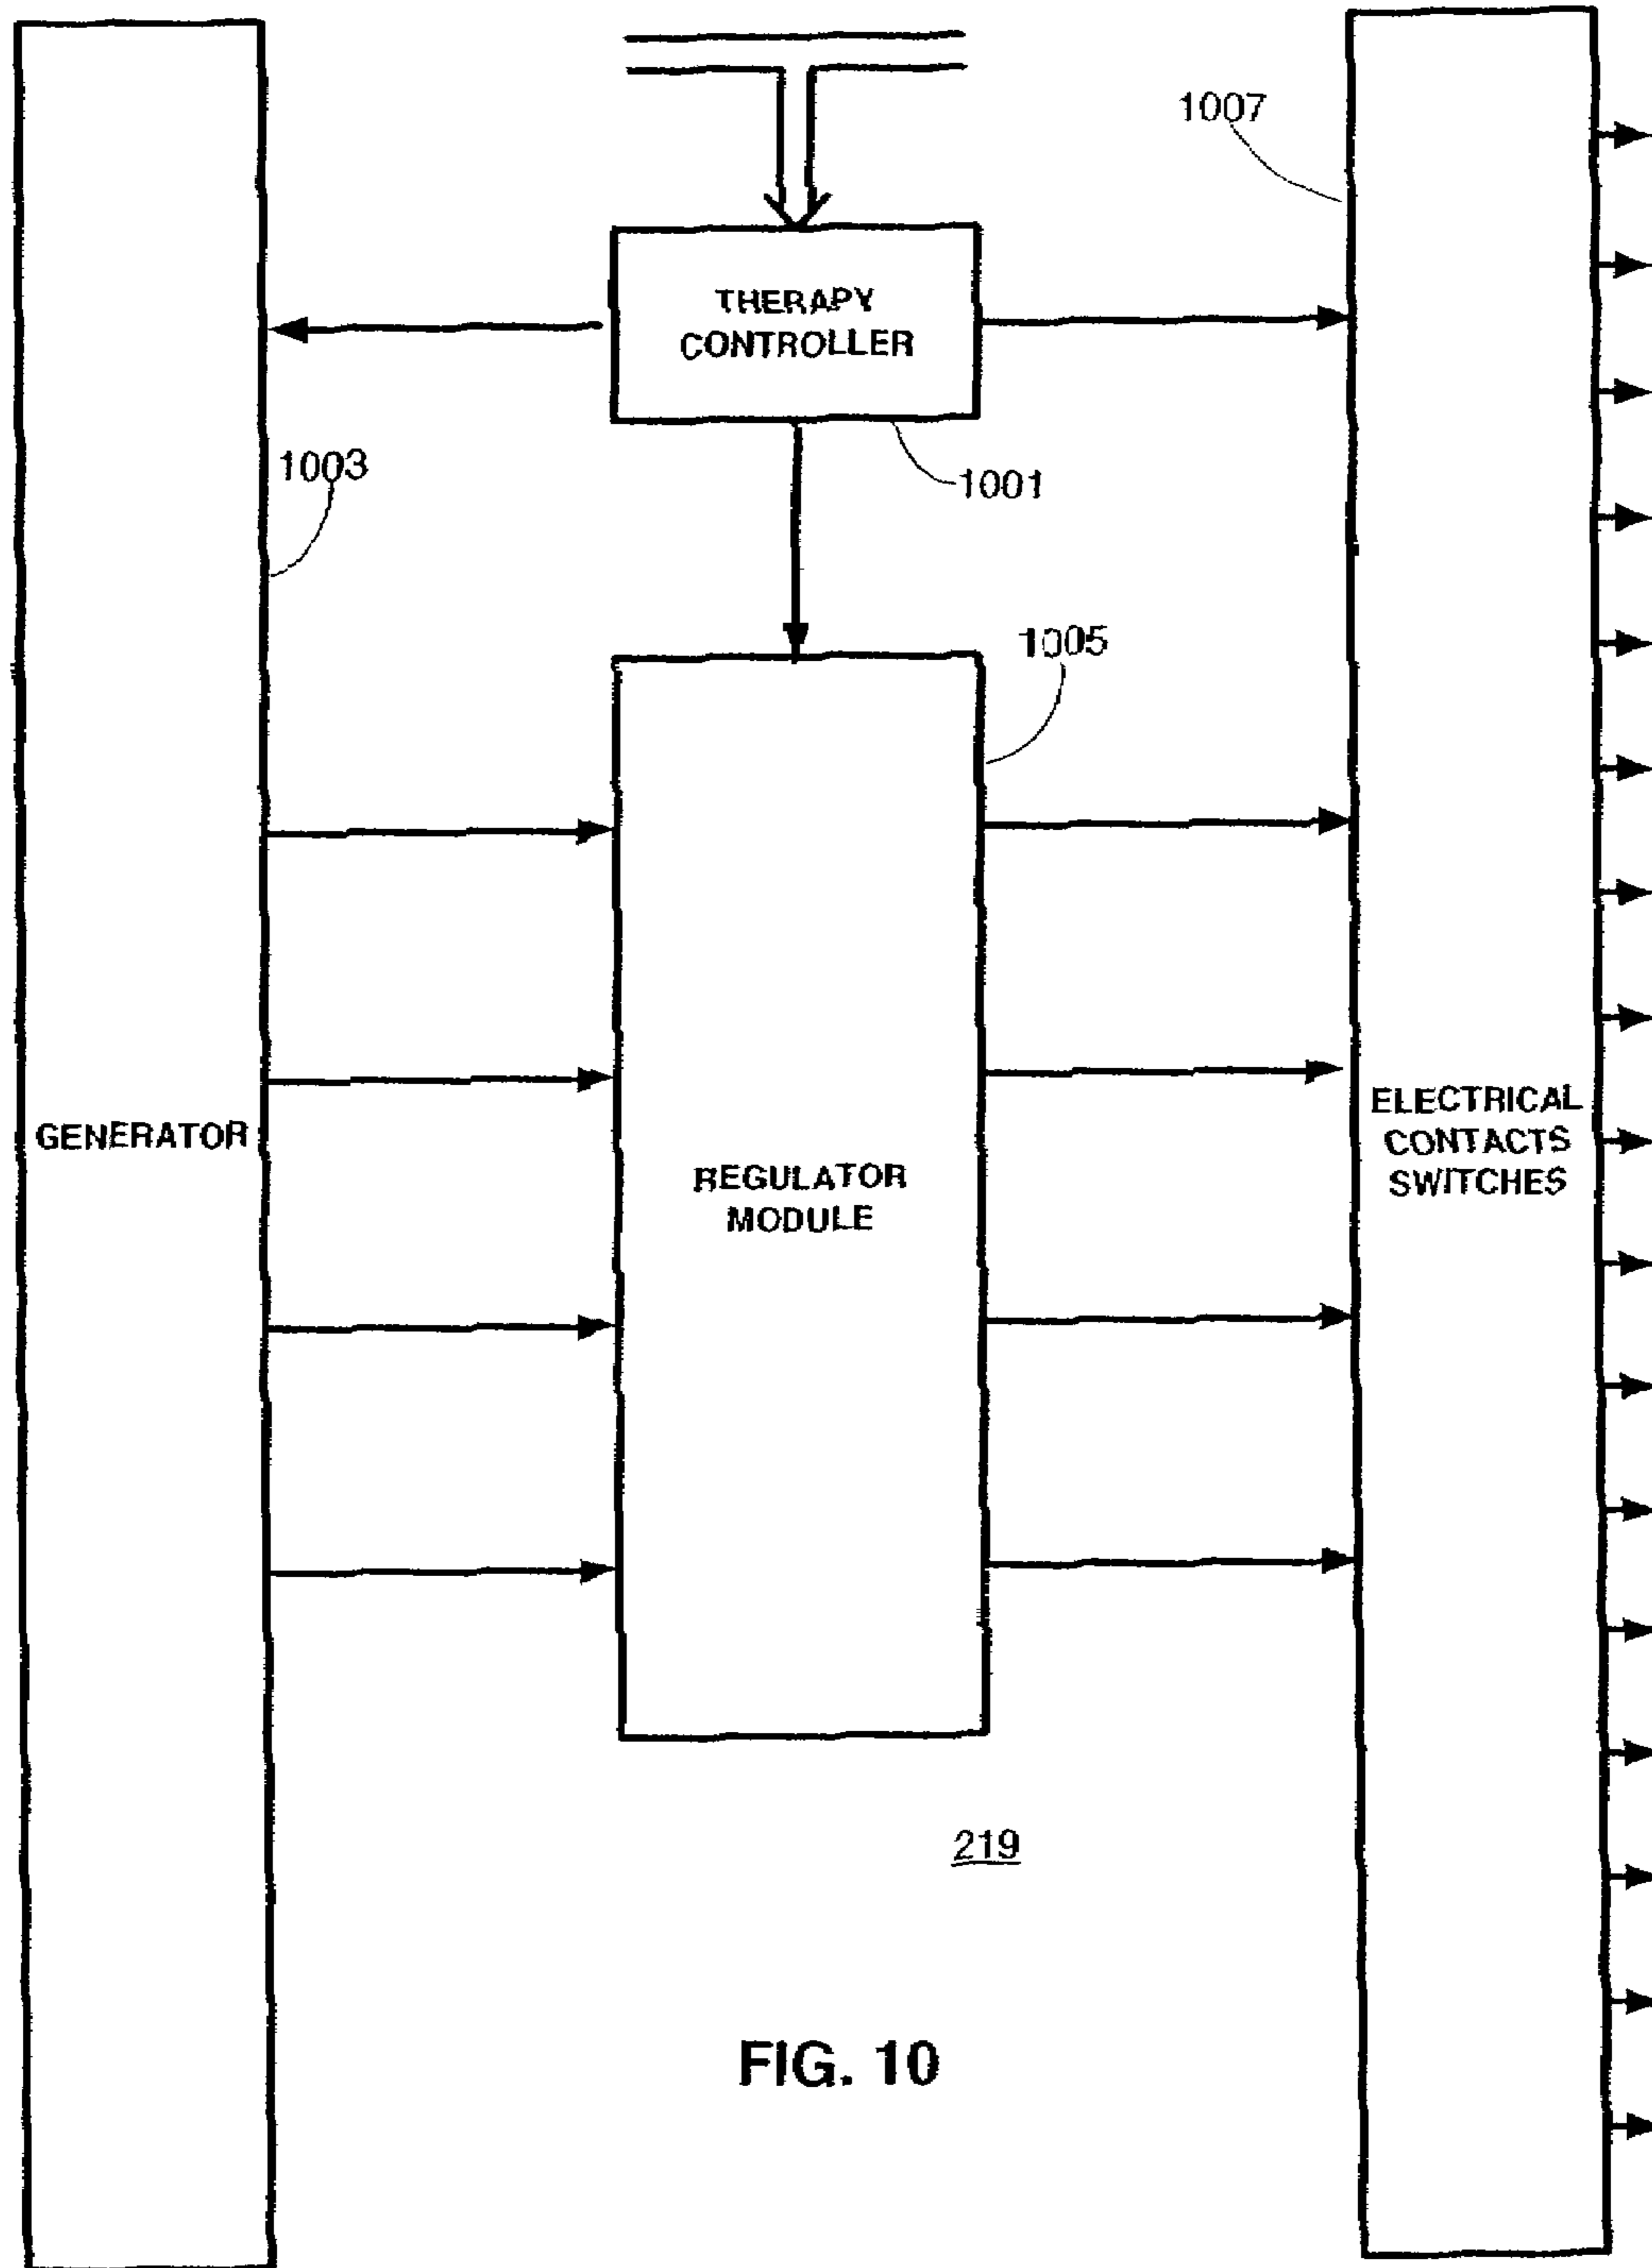 1007
THERAPY
CONTROLLER
1003
1001
1005
GENERATOR
REGULATOR
MODULE
ELECTRICAL
CONTACTS
SWITCHES
219
FIG. 10